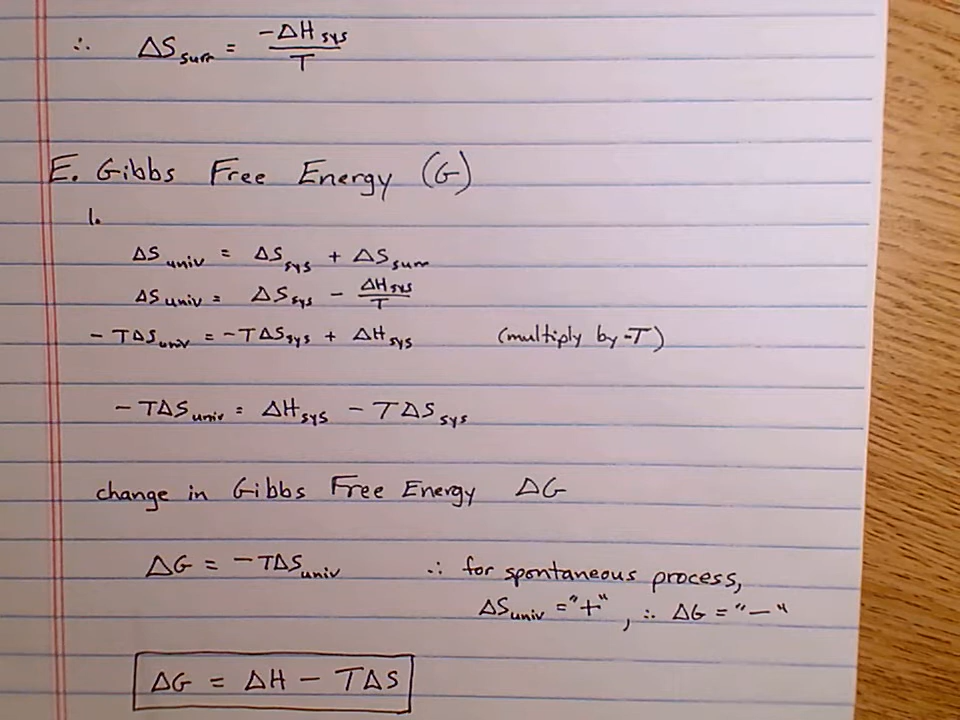 ∴ ΔS_surr = -ΔH_sys / T
E. Gibbs Free Energy (G)
1.
ΔS_univ = ΔS_sys + ΔS_surr
ΔS_univ = ΔS_sys - ΔH_sys / T
- TΔS_univ = -TΔS_sys + ΔH_sys (multiply by -T)
- TΔS_univ = ΔH_sys - TΔS_sys
change in Gibbs Free Energy ΔG
ΔG = -TΔS_univ ∴ for spontaneous process,
ΔS_univ = "+", ∴ ΔG = "-"
ΔG = ΔH - TΔS